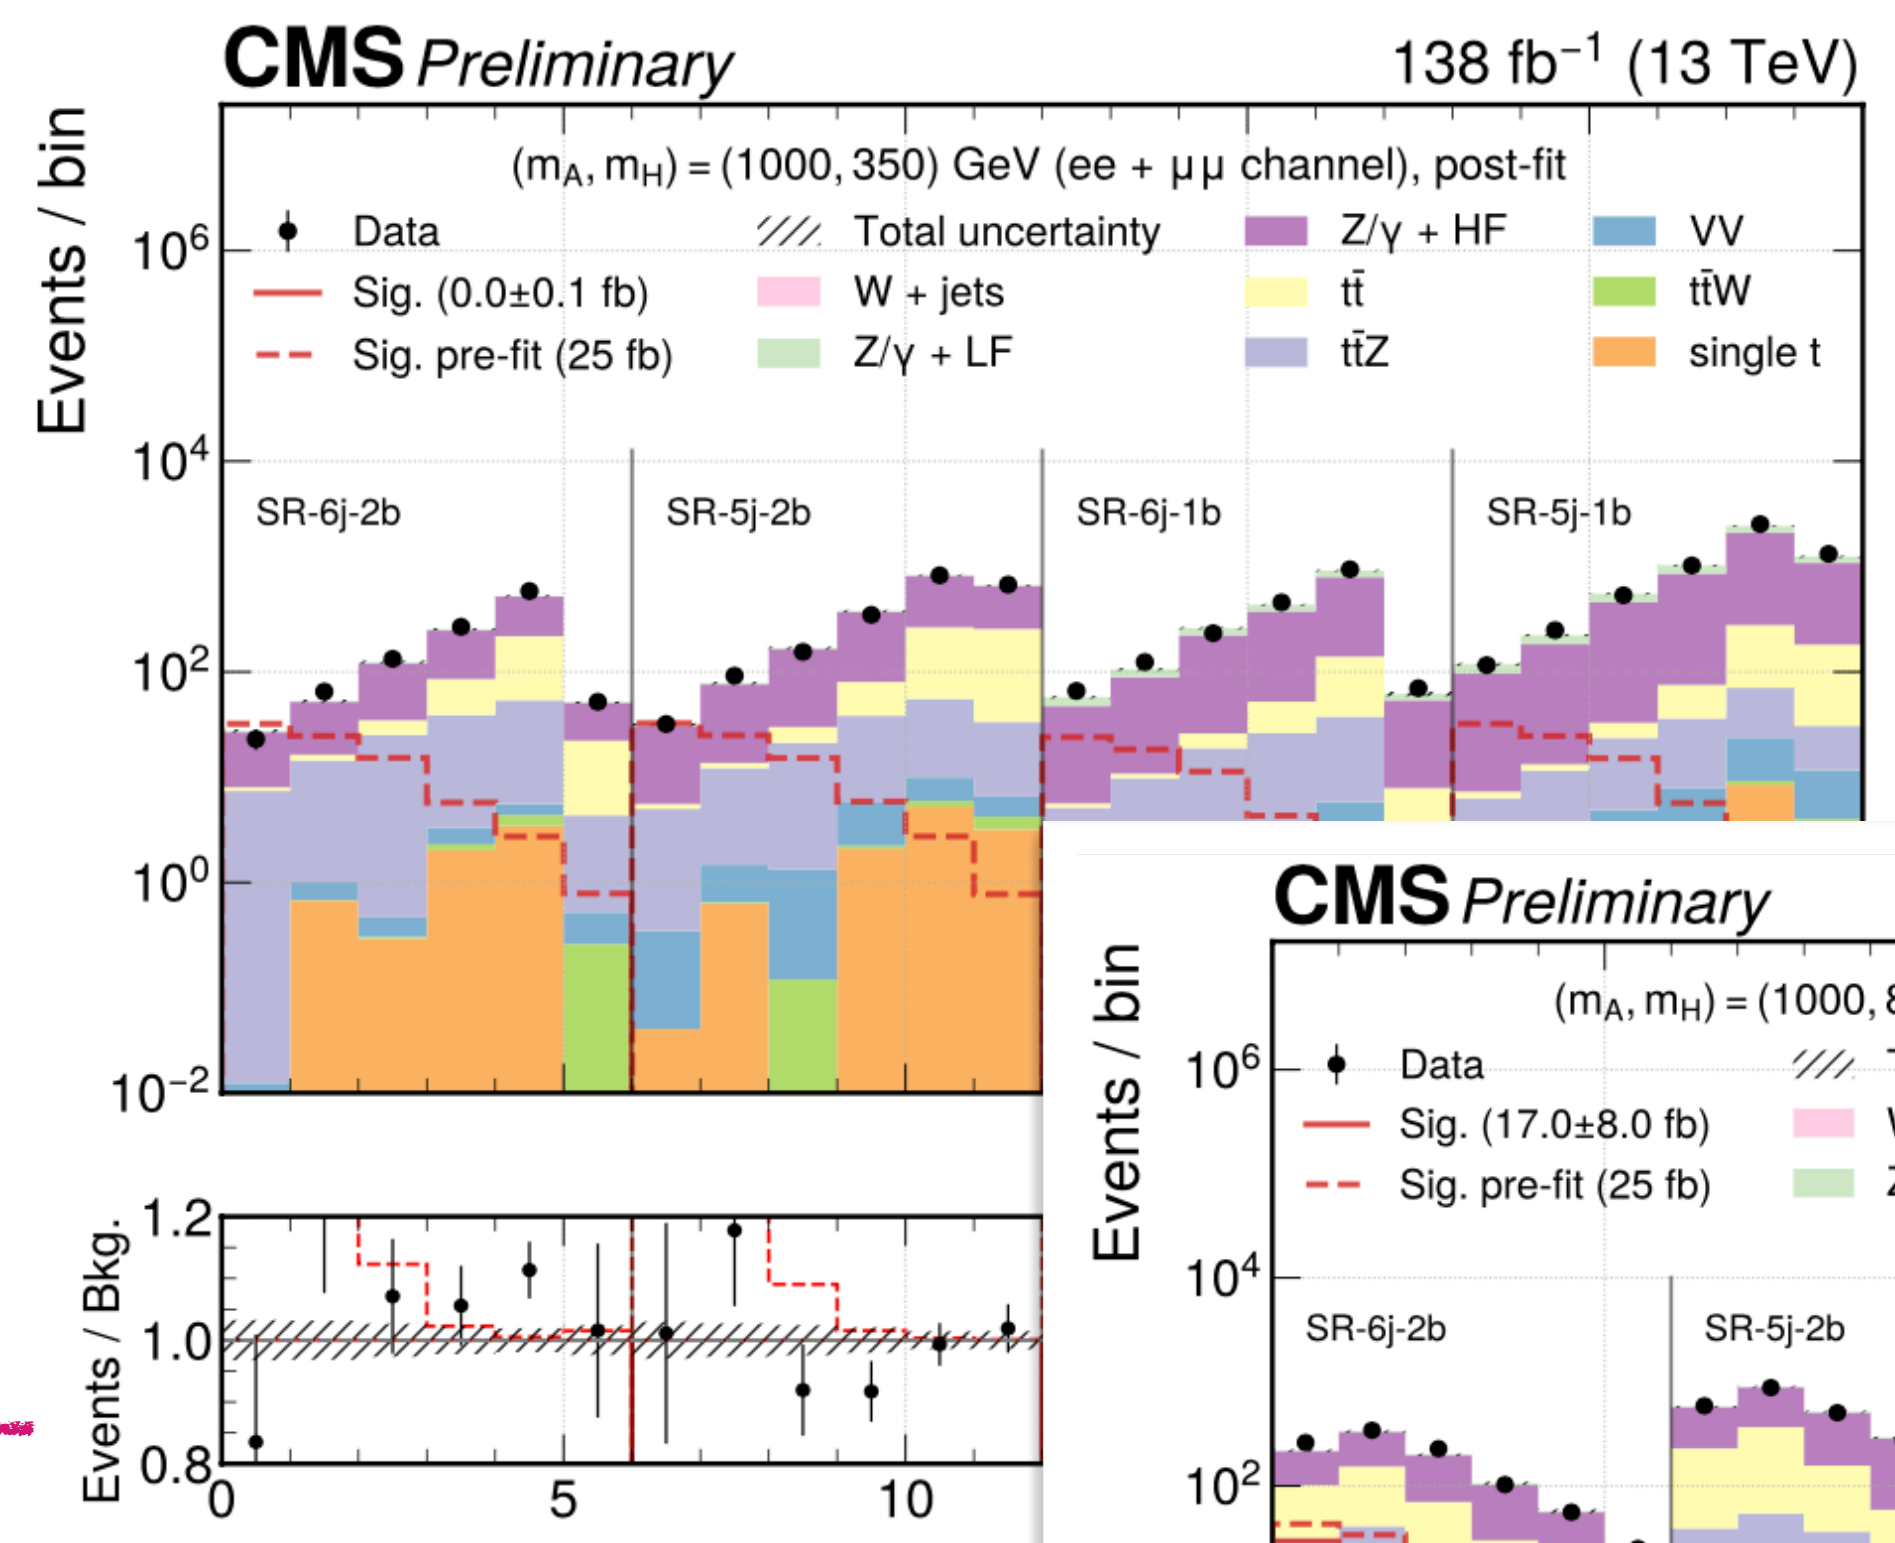 CMS Preliminary 138 fb⁻¹ (13 TeV)
(m_A, m_H) = (1000, 350) GeV (ee + μμ channel), post-fit
Data
Sig. (0.0±0.1 fb)
Sig. pre-fit (25 fb)
Total uncertainty
W + jets
Z/γ + LF
Z/γ + HF
tt̄
tt̄Z
VV
tt̄W
single t
Events / bin
10⁶
10⁴
10²
10⁰
10⁻²
SR-6j-2b SR-5j-2b SR-6j-1b SR-5j-1b
Events / Bkg.
1.2
1.0
0.8
0 5 10
CMS Preliminary
(m_A, m_H) = (1000,
Data
Sig. (17.0±8.0 fb)
Sig. pre-fit (25 fb)
Events / bin
10⁶
10⁴
10²
SR-6j-2b SR-5j-2b